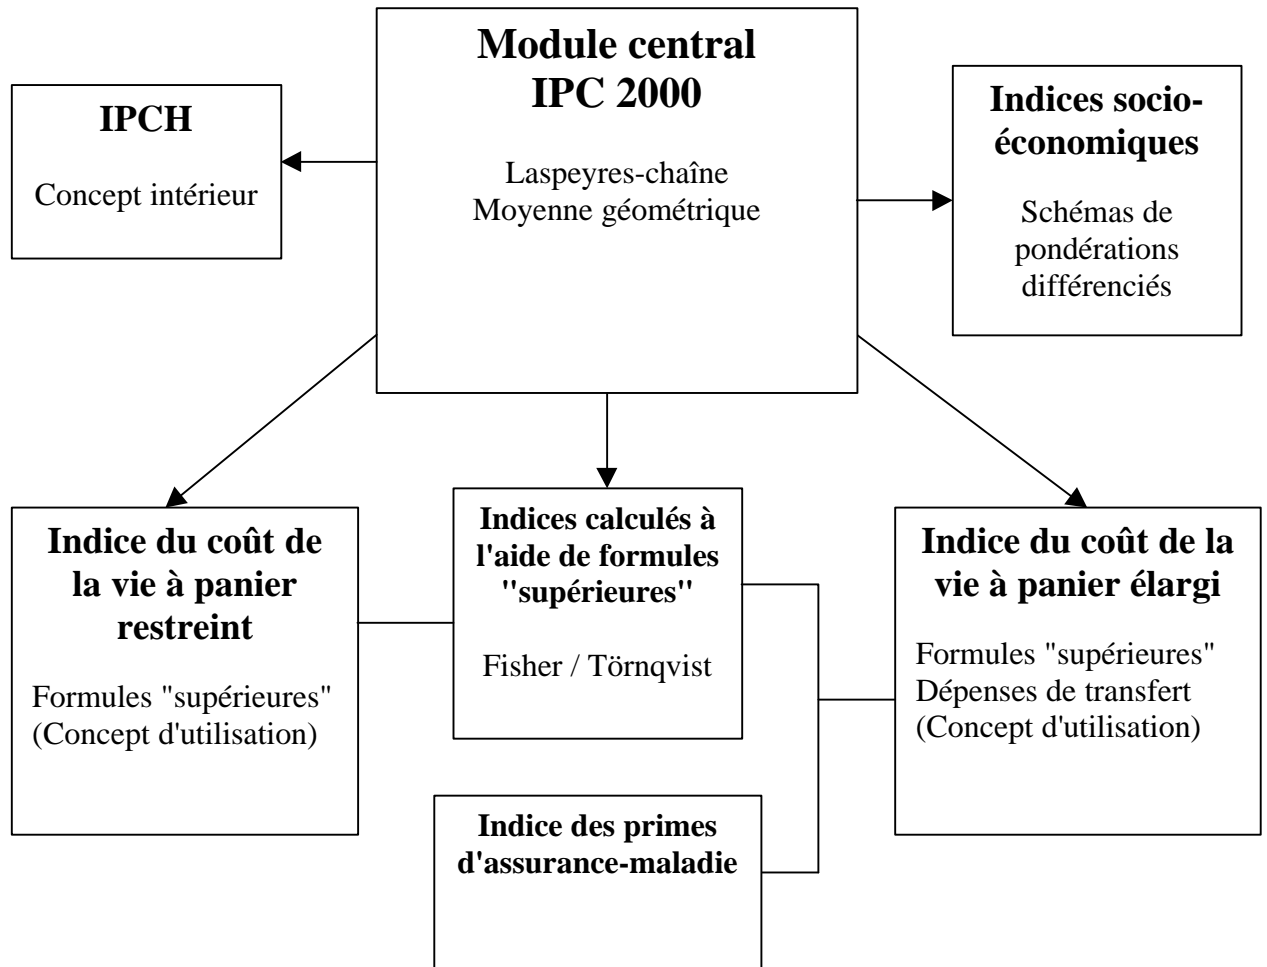 Module central
IPC 2000
Laspeyres-chaîne
Moyenne géométrique
IPCH
Concept intérieur
Indices socio-
économiques
Schémas de
pondérations
différenciés
Indice du coût de
la vie à panier
restreint
Formules "supérieures"
(Concept d'utilisation)
Indices calculés à
l'aide de formules
"supérieures"
Fisher / Törnqvist
Indice du coût de la
vie à panier élargi
Formules "supérieures"
Dépenses de transfert
(Concept d'utilisation)
Indice des primes
d'assurance-maladie